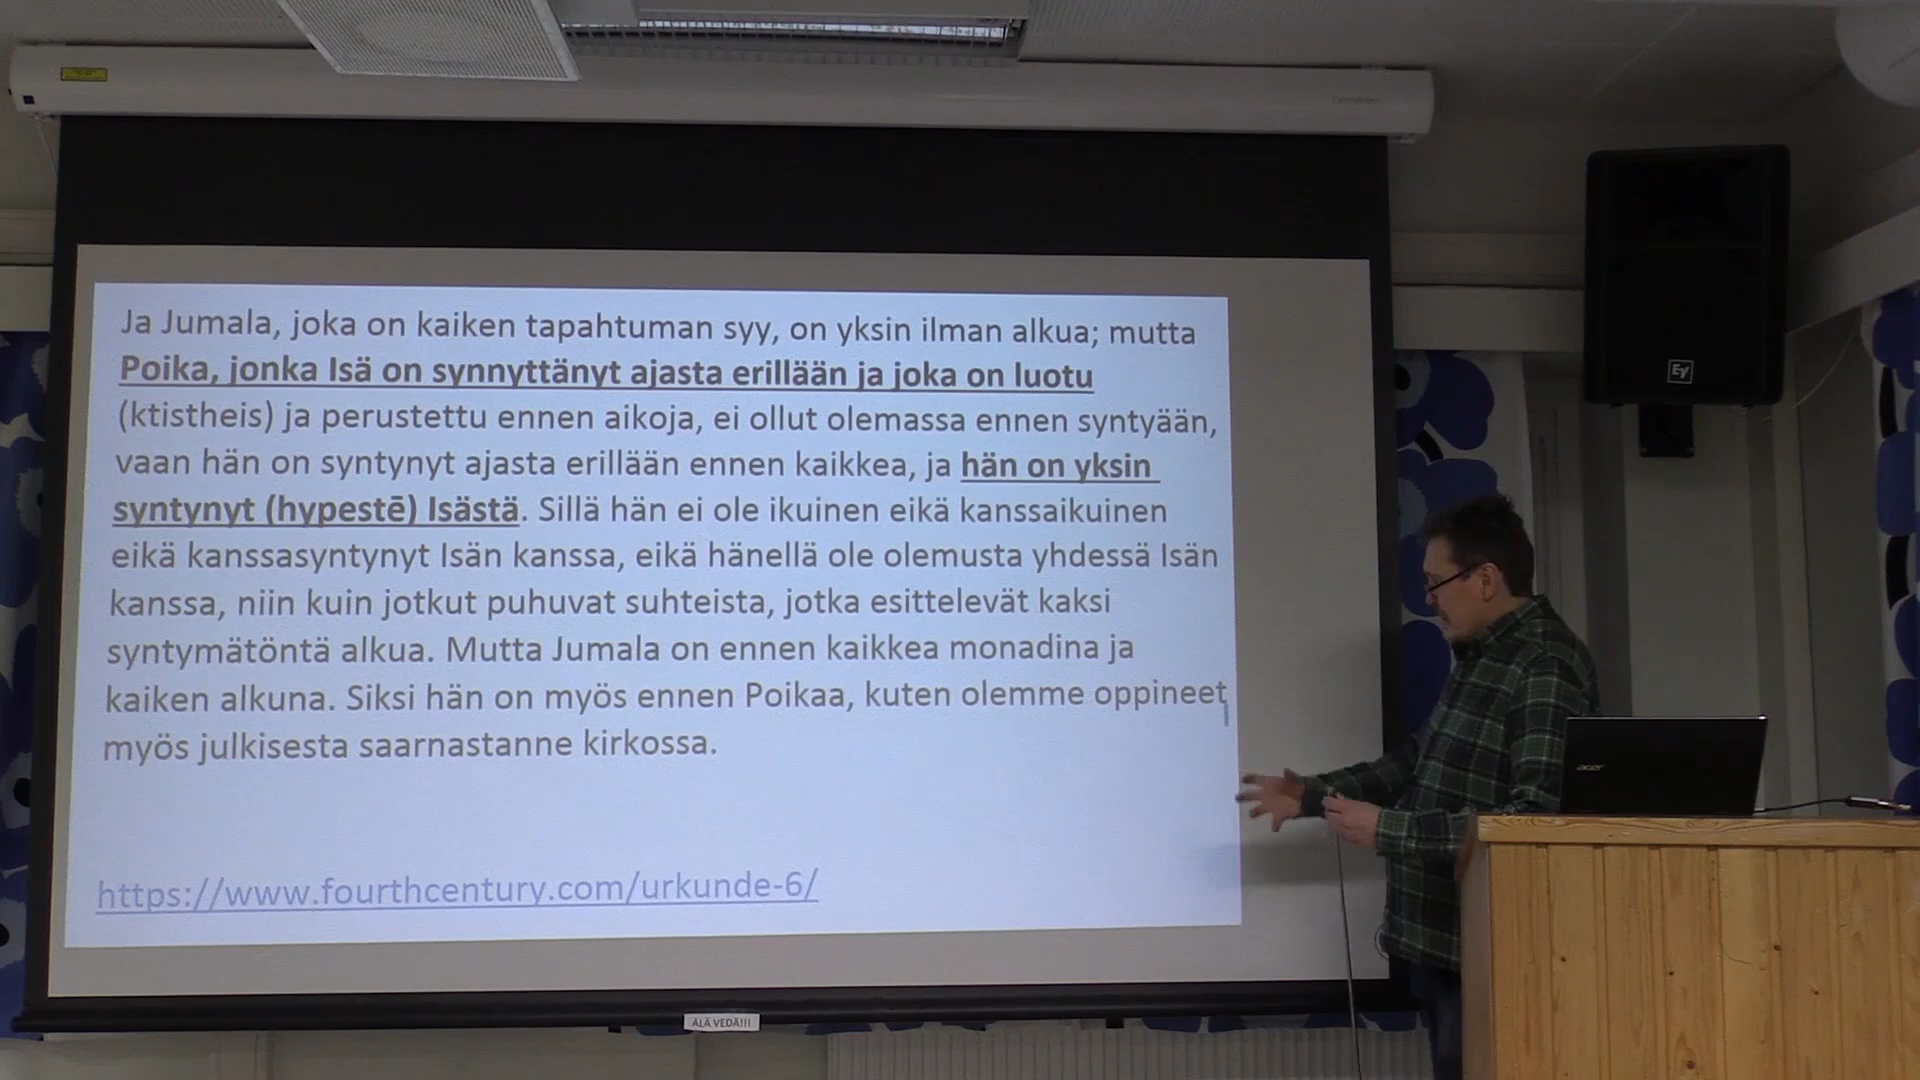 Ja Jumala, joka on kaiken tapahtuman syy, on yksin ilman alkua; mutta
Poika, jonka Isä on synnyttänyt ajasta erillään ja joka on luotu
(ktistheis) ja perustettu ennen aikoja, ei ollut olemassa ennen syntyään,
vaan hän on syntynyt ajasta erillään ennen kaikkea, ja hän on yksin
syntynyt (hypestē) Isästä. Sillä hän ei ole ikuinen eikä kanssaikuinen
eikä kanssasyntynyt Isän kanssa, eikä hänellä ole olemusta yhdessä Isän
kanssa, niin kuin jotkut puhuvat suhteista, jotka esittelevät kaksi
syntymätöntä alkua. Mutta Jumala on ennen kaikkea monadina ja
kaiken alkuna. Siksi hän on myös ennen Poikaa, kuten olemme oppineet
myös julkisesta saarnastanne kirkossa.
https://www.fourthcentury.com/urkunde-6/
ÄLÄ VEDÄ!!!
EV
acer